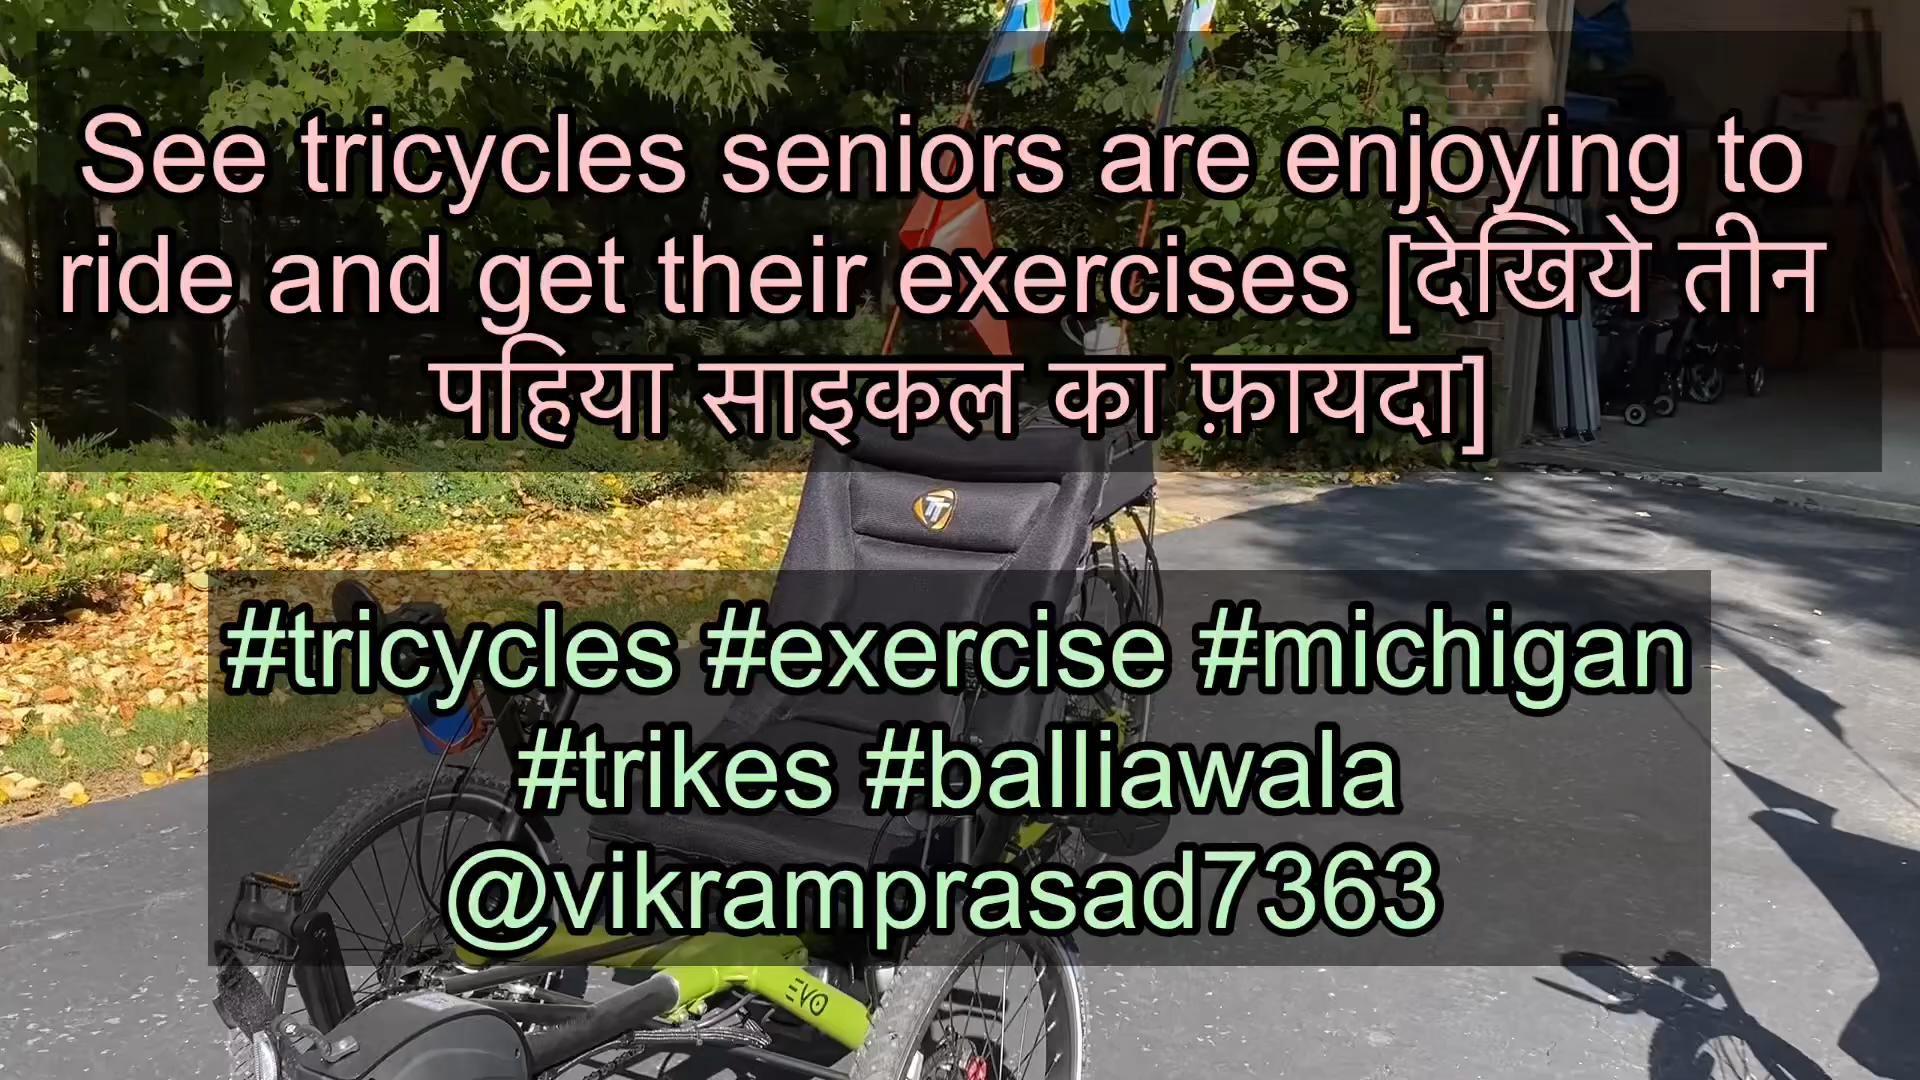 See tricycles seniors are enjoying to
ride and get their exercises [देखिये तीन
पहिया साइकल का फ़ायदा]
#tricycles #exercise #michigan
#trikes #balliawala
@vikramprasad7363
EVO